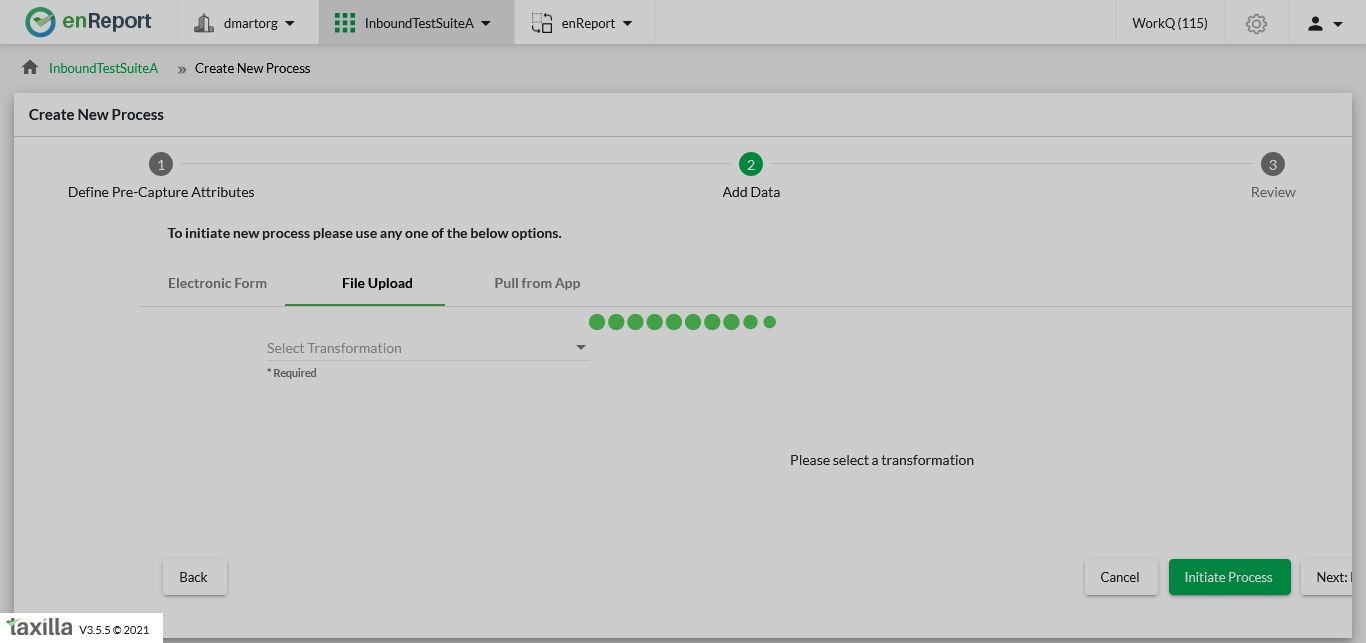 enReport dmartorg InboundTestSuiteA enReport WorkQ (115)
InboundTestSuiteA » Create New Process
Create New Process
1 2 3
Define Pre-Capture Attributes Add Data Review
To initiate new process please use any one of the below options.
Electronic Form File Upload Pull from App
Select Transformation
* Required
Please select a transformation
Back Cancel Initiate Process Next:
taxilla V3.5.5 © 2021